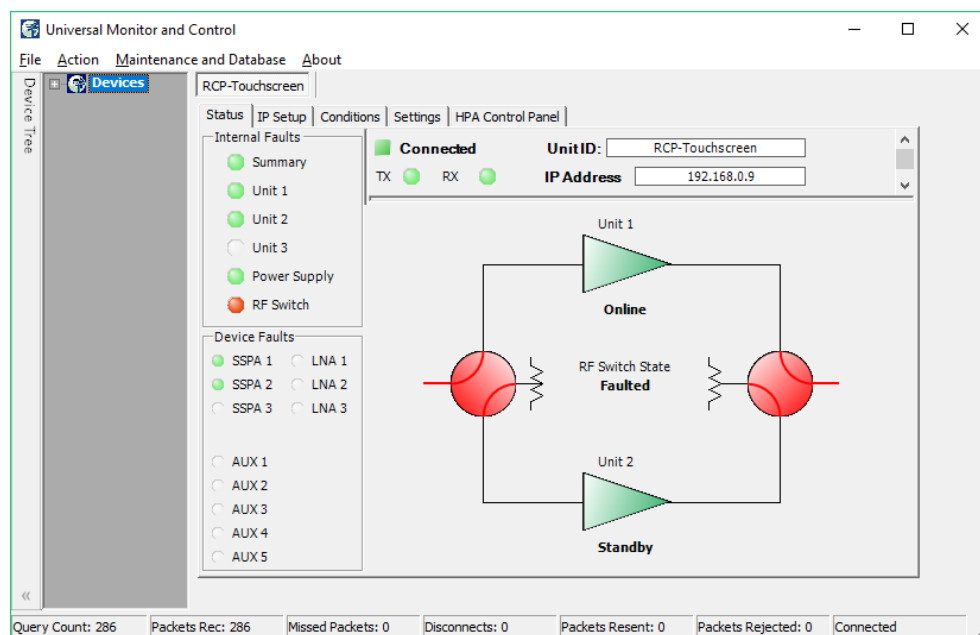 Universal Monitor and Control
File Action Maintenance and Database About
Device Tree
Devices
RCP-Touchscreen
Status IP Setup Conditions Settings HPA Control Panel
Internal Faults
Summary
Unit 1
Unit 2
Unit 3
Power Supply
RF Switch
Device Faults
SSPA 1 LNA 1
SSPA 2 LNA 2
SSPA 3 LNA 3
AUX 1
AUX 2
AUX 3
AUX 4
AUX 5
Connected Unit ID: RCP-Touchscreen
TX RX IP Address 192.168.0.9
Unit 1
Online
RF Switch State
Faulted
Unit 2
Standby
Query Count: 286 Packets Rec: 286 Missed Packets: 0 Disconnects: 0 Packets Resent: 0 Packets Rejected: 0 Connected